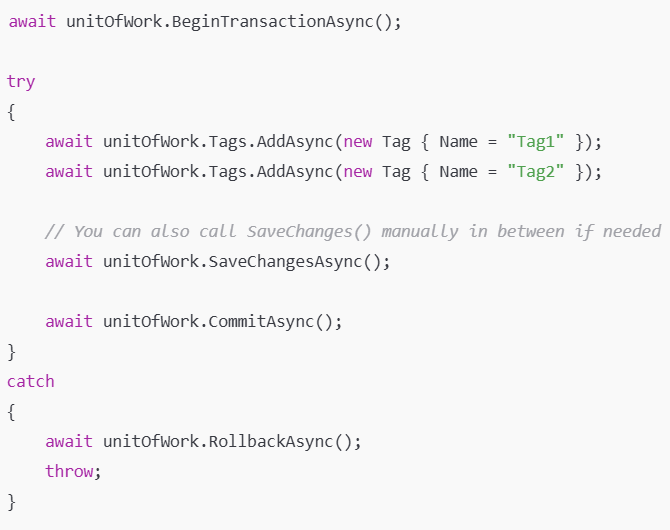 await unitOfWork.BeginTransactionAsync();
try
{
    await unitOfWork.Tags.AddAsync(new Tag { Name = "Tag1" });
    await unitOfWork.Tags.AddAsync(new Tag { Name = "Tag2" });
    // You can also call SaveChanges() manually in between if needed
    await unitOfWork.SaveChangesAsync();
    await unitOfWork.CommitAsync();
}
catch
{
    await unitOfWork.RollbackAsync();
    throw;
}